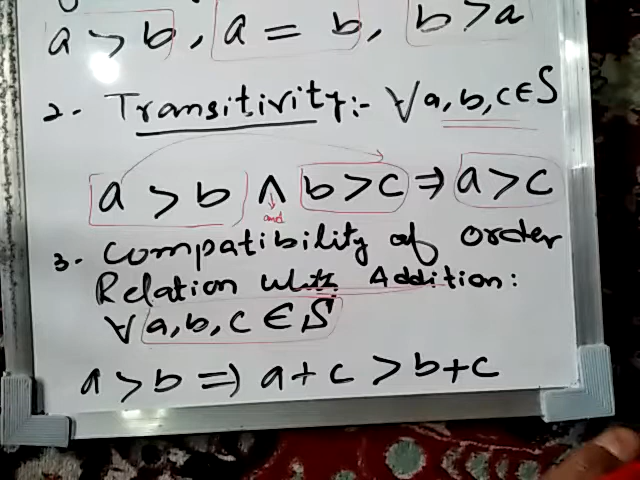 a > b, a = b, b > a
2. Transitivity:- ∀ a, b, c ∈ S
a > b ∧ b > c ⇒ a > c
and
3. Compatibility of order
Relation with Addition:
∀ a, b, c ∈ S
a > b ⇒ a + c > b + c